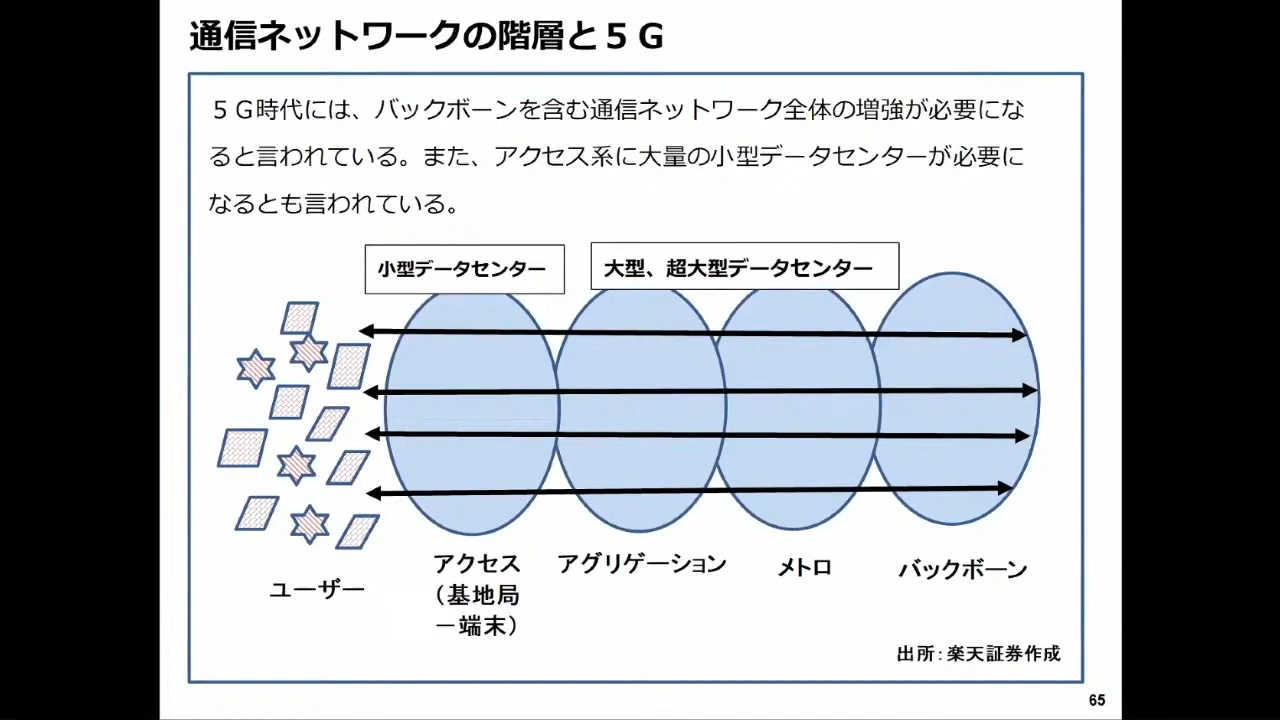 通信ネットワークの階層と５Ｇ
５Ｇ時代には、バックボーンを含む通信ネットワーク全体の増強が必要にな
ると言われている。また、アクセス系に大量の小型データセンターが必要に
なるとも言われている。
小型データセンター
大型、超大型データセンター
ユーザー
アクセス
（基地局
－端末）
アグリゲーション
メトロ
バックボーン
出所：楽天証券作成
65